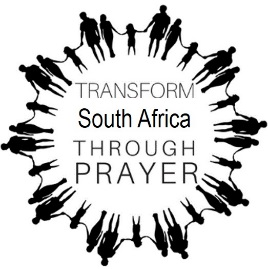 TRANSFORM
South Africa
THROUGH
PRAYER